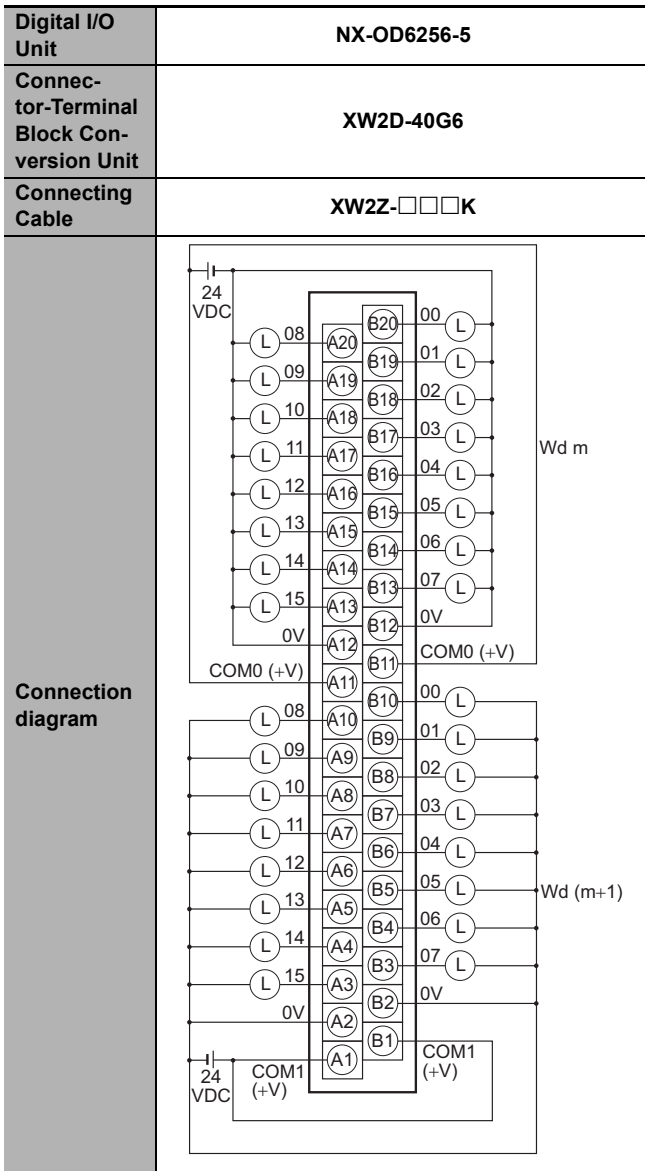 Digital I/O
Unit
NX-OD6256-5
Connec-
tor-Terminal
Block Con-
version Unit
XW2D-40G6
Connecting
Cable
XW2Z-□□□K
Connection
diagram
24
VDC
L 08 A20
B20 00 L
L 09 A19
B19 01 L
L 10 A18
B18 02 L
L 11 A17
B17 03 L
L 12 A16
B16 04 L
L 13 A15
B15 05 L
L 14 A14
B14 06 L
L 15 A13
B13 07 L
0V A12
B12 0V
COM0 (+V) A11
B11 COM0 (+V)
Wd m
L 08 A10
B10 00 L
L 09 A9
B9 01 L
L 10 A8
B8 02 L
L 11 A7
B7 03 L
L 12 A6
B6 04 L
L 13 A5
B5 05 L
L 14 A4
B4 06 L
L 15 A3
B3 07 L
0V A2
B2 0V
Wd (m+1)
24
VDC
COM1
(+V)
A1
B1
COM1
(+V)